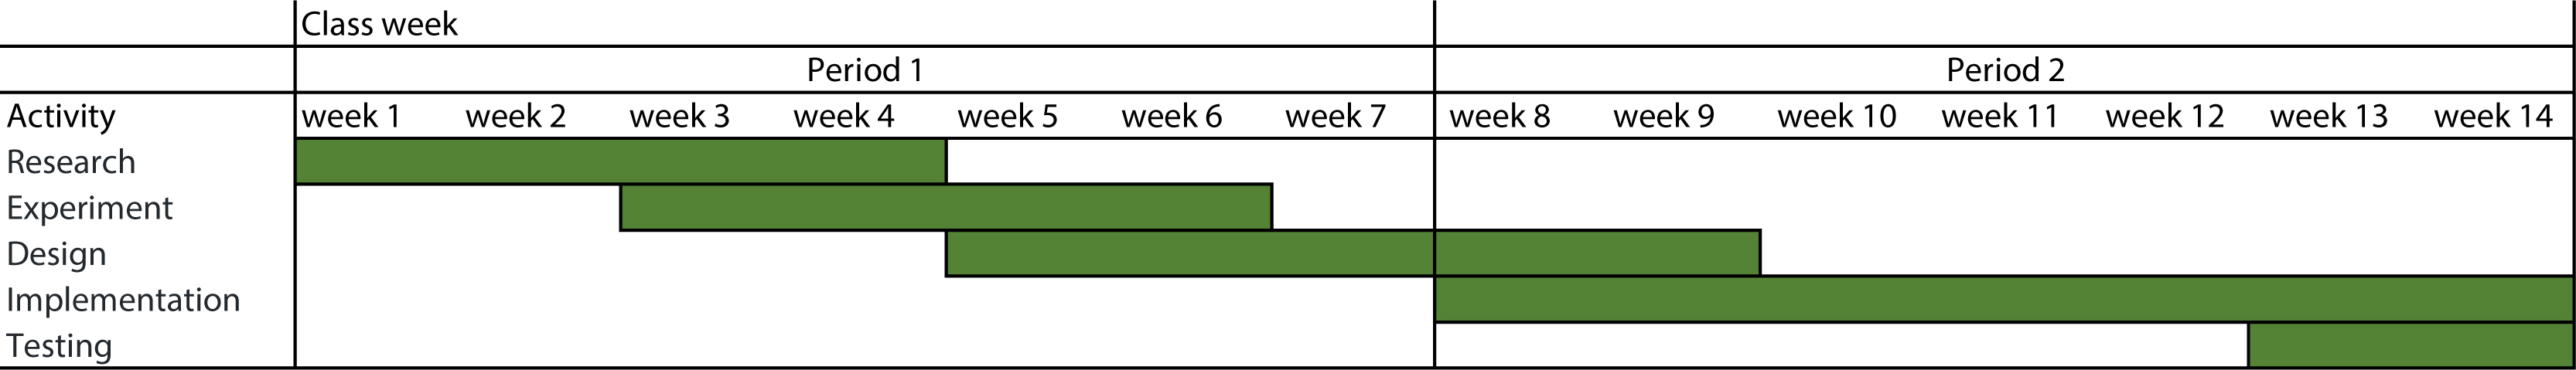 Class week
Period 1 Period 2
Activity week 1 week 2 week 3 week 4 week 5 week 6 week 7 week 8 week 9 week 10 week 11 week 12 week 13 week 14
Research
Experiment
Design
Implementation
Testing